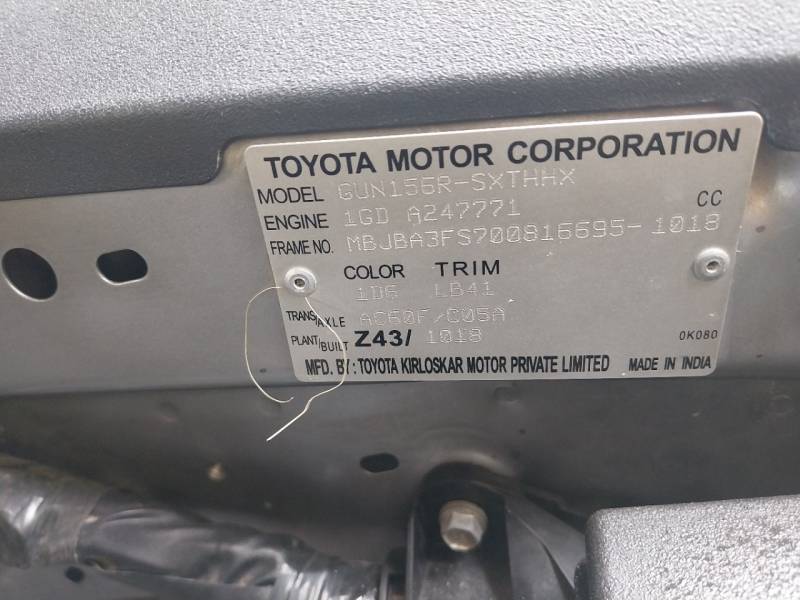 TOYOTA MOTOR CORPORATION
MODEL GUN156R-SXTHHX
ENGINE 1GD A247771 CC
FRAME NO. MBJBA3FS700816695-1018
COLOR TRIM
1D6 LB41
TRANS/AXLE AC60F/C05A
PLANT/BUILT Z43/ 1018 0K080
MFD. BY : TOYOTA KIRLOSKAR MOTOR PRIVATE LIMITED MADE IN INDIA